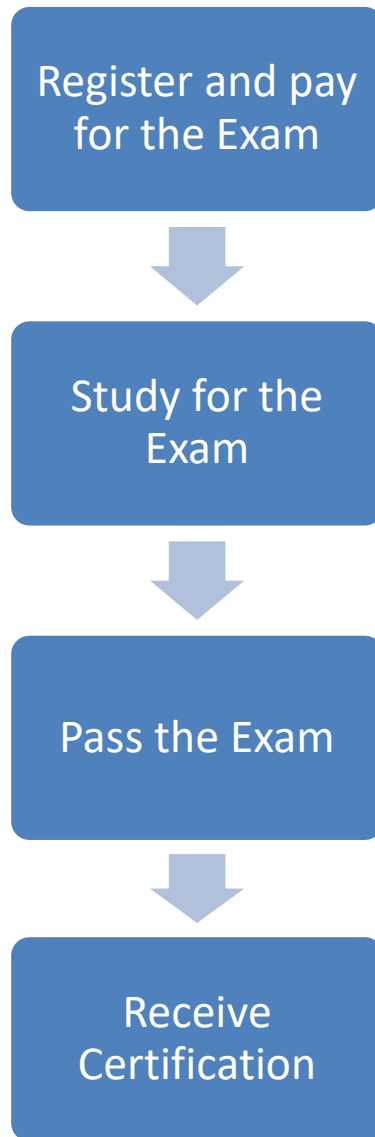 Register and pay
for the Exam
Study for the
Exam
Pass the Exam
Receive
Certification